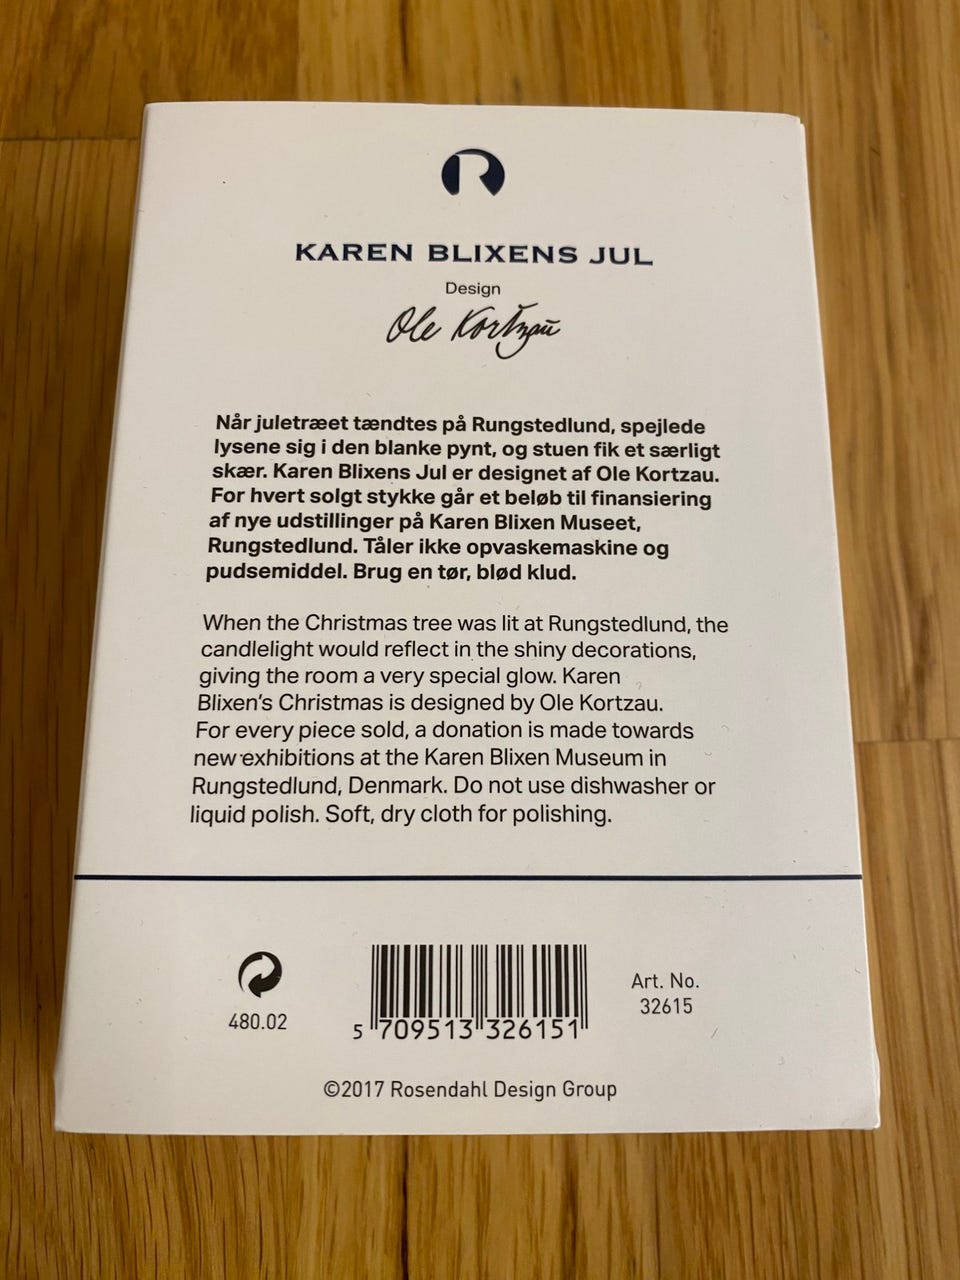 R
KAREN BLIXENS JUL
Design
Ole Kortzau
Når juletræet tændtes på Rungstedlund, spejlede
lysene sig i den blanke pynt, og stuen fik et særligt
skær. Karen Blixens Jul er designet af Ole Kortzau.
For hvert solgt stykke går et beløb til finansiering
af nye udstillinger på Karen Blixen Museet,
Rungstedlund. Tåler ikke opvaskemaskine og
pudsemiddel. Brug en tør, blød klud.
When the Christmas tree was lit at Rungstedlund, the
candlelight would reflect in the shiny decorations,
giving the room a very special glow. Karen
Blixen's Christmas is designed by Ole Kortzau.
For every piece sold, a donation is made towards
new exhibitions at the Karen Blixen Museum in
Rungstedlund, Denmark. Do not use dishwasher or
liquid polish. Soft, dry cloth for polishing.
480.02
5 709513 326151
Art. No.
32615
©2017 Rosendahl Design Group